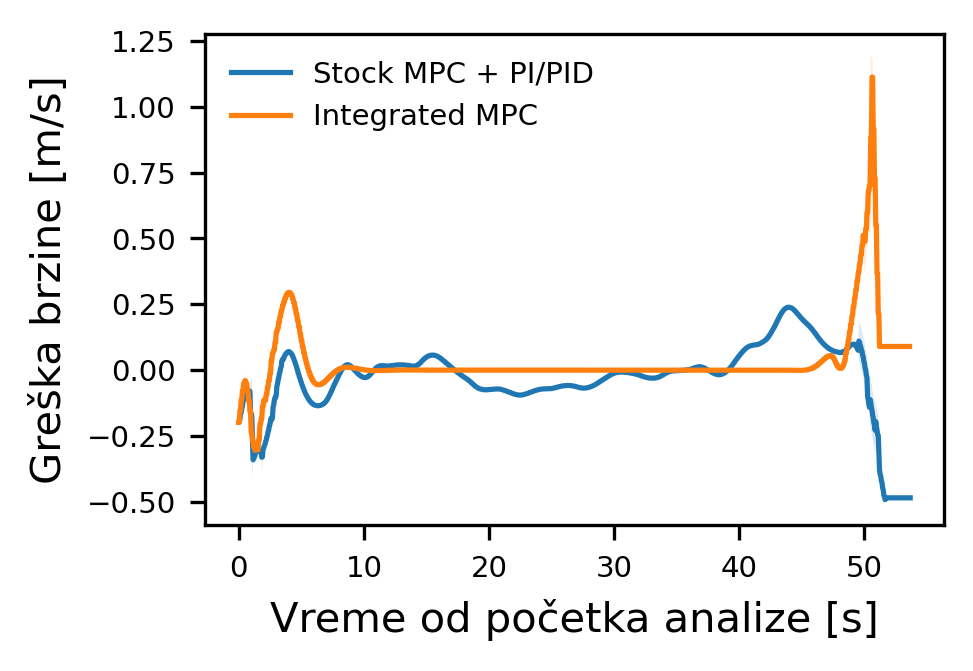 Greška brzine [m/s]
1.25
1.00
0.75
0.50
0.25
0.00
−0.25
−0.50
Stock MPC + PI/PID
Integrated MPC
0 10 20 30 40 50
Vreme od početka analize [s]